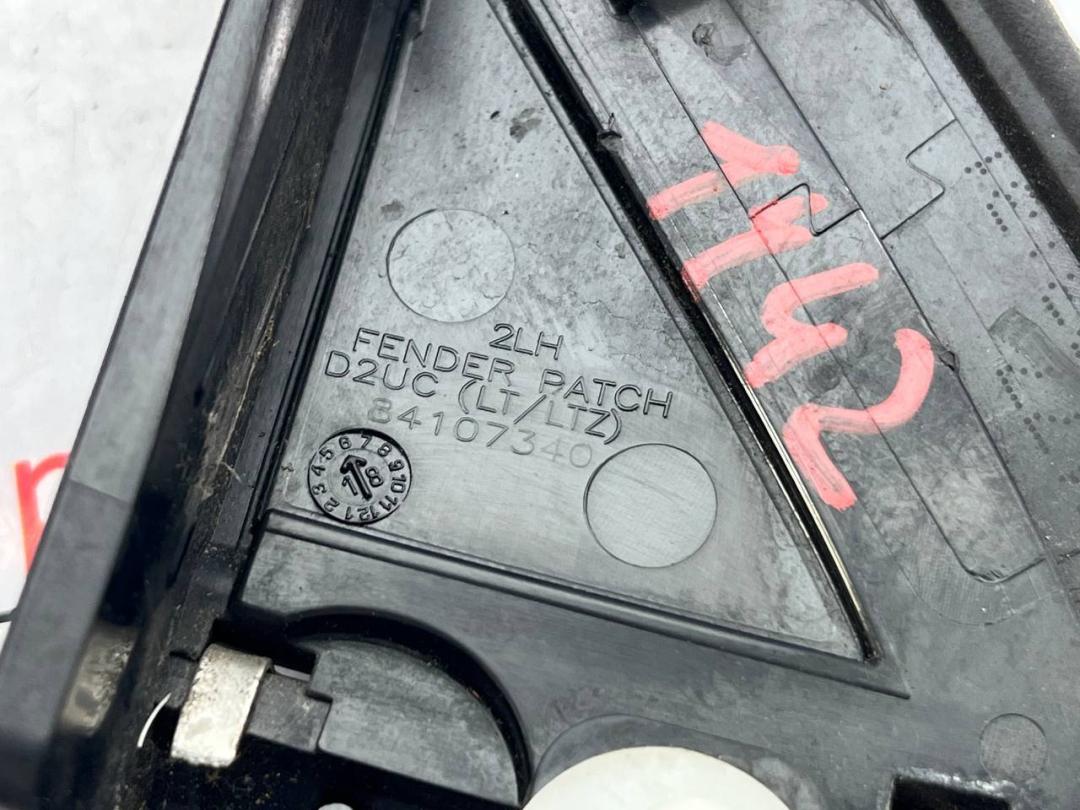 2LH
FENDER PATCH
D2UC (LT/LTZ)
84107340
1 2 3 4 5 6 7 8 9 10 11 12
18
1142